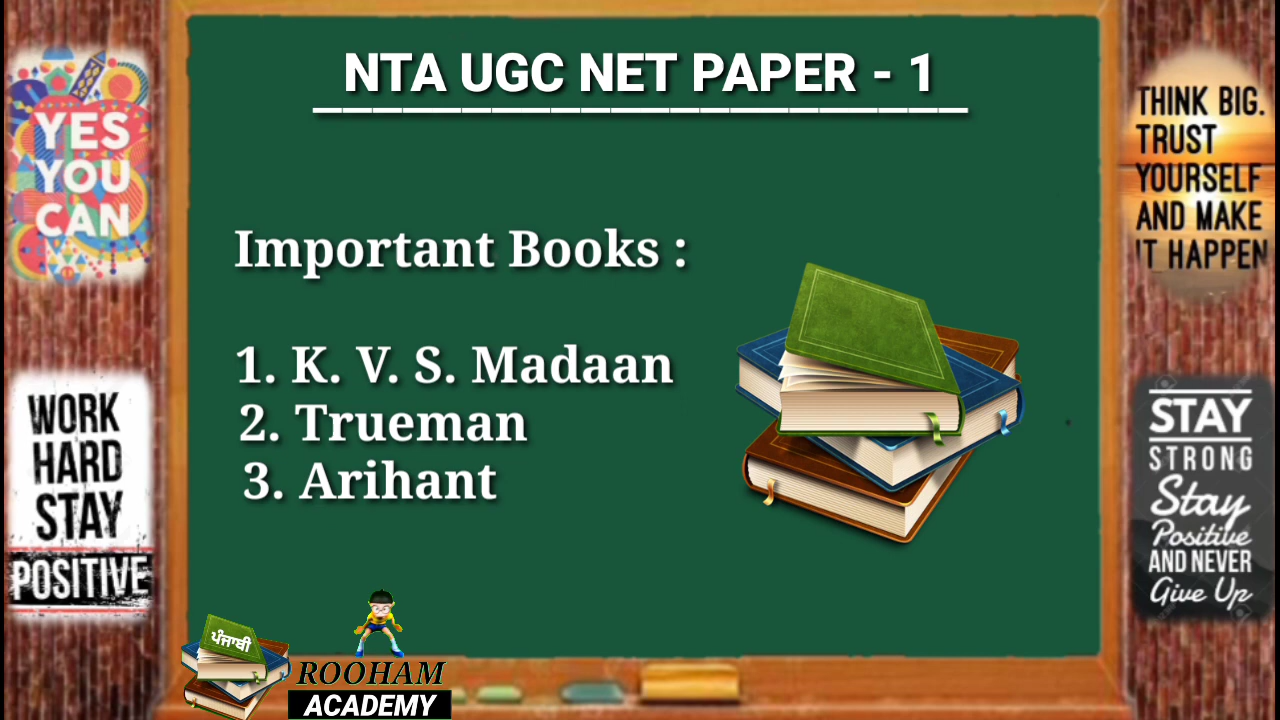 NTA UGC NET PAPER - 1
Important Books :
1. K. V. S. Madaan
2. Trueman
3. Arihant
YES
YOU
CAN
WORK
HARD
STAY
POSITIVE
THINK BIG.
TRUST
YOURSELF
AND MAKE
IT HAPPEN
STAY
STRONG
Stay
Positive
AND NEVER
Give Up
ਪੰਜਾਬੀ
ROOHAM
ACADEMY